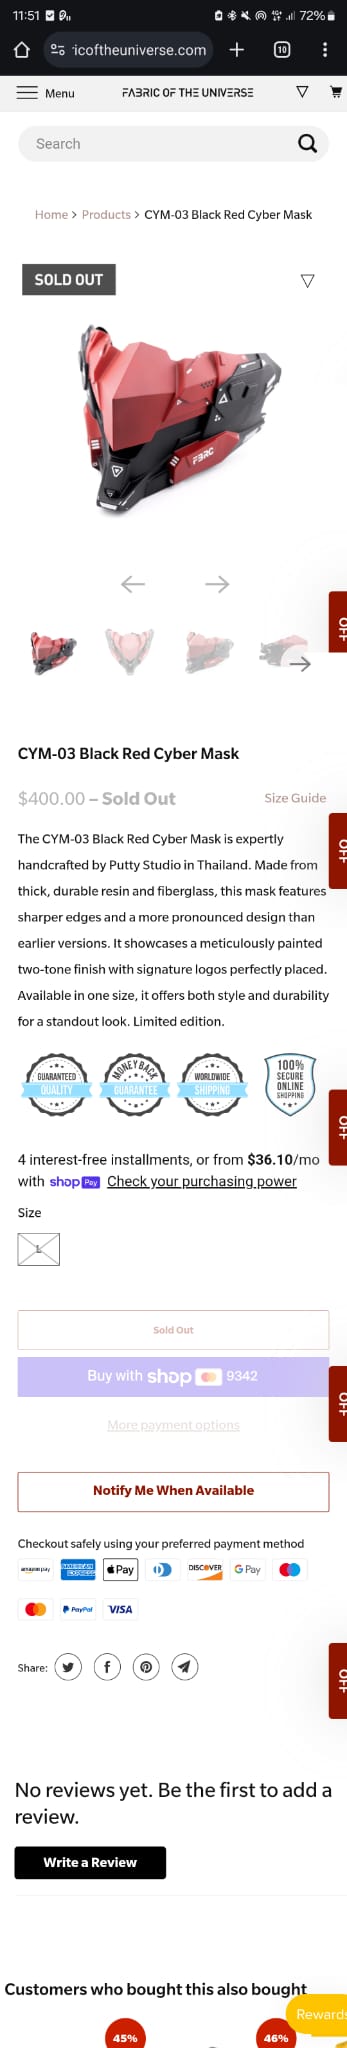 11:51
72%
icoftheuniverse.com
10
Menu
FABRIC OF THE UNIVERSE
Search
Home > Products > CYM-03 Black Red Cyber Mask
SOLD OUT
FBRC
OFF
CYM-03 Black Red Cyber Mask
$400.00 – Sold Out
Size Guide
The CYM-03 Black Red Cyber Mask is expertly
handcrafted by Putty Studio in Thailand. Made from
thick, durable resin and fiberglass, this mask features
sharper edges and a more pronounced design than
earlier versions. It showcases a meticulously painted
two-tone finish with signature logos perfectly placed.
Available in one size, it offers both style and durability
for a standout look. Limited edition.
OFF
GUARANTEED
QUALITY
MONEY BACK
GUARANTEE
WORLDWIDE
SHIPPING
100%
SECURE
ONLINE
SHOPPING
OFF
4 interest-free installments, or from $36.10/mo
with shop Pay Check your purchasing power
Size
L
Sold Out
Buy with shop 9342
OFF
More payment options
Notify Me When Available
Checkout safely using your preferred payment method
amazon pay
AMERICAN EXPRESS
Pay
DISCOVER
G Pay
PayPal
VISA
Share:
OFF
No reviews yet. Be the first to add a
review.
Write a Review
Customers who bought this also bought
Rewards
45%
46%